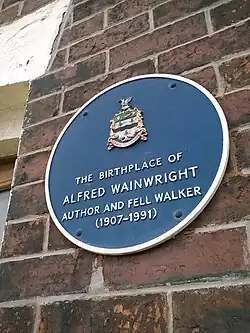 THE BIRTHPLACE OF
ALFRED WAINWRIGHT
AUTHOR AND FELL WALKER
(1907-1991)